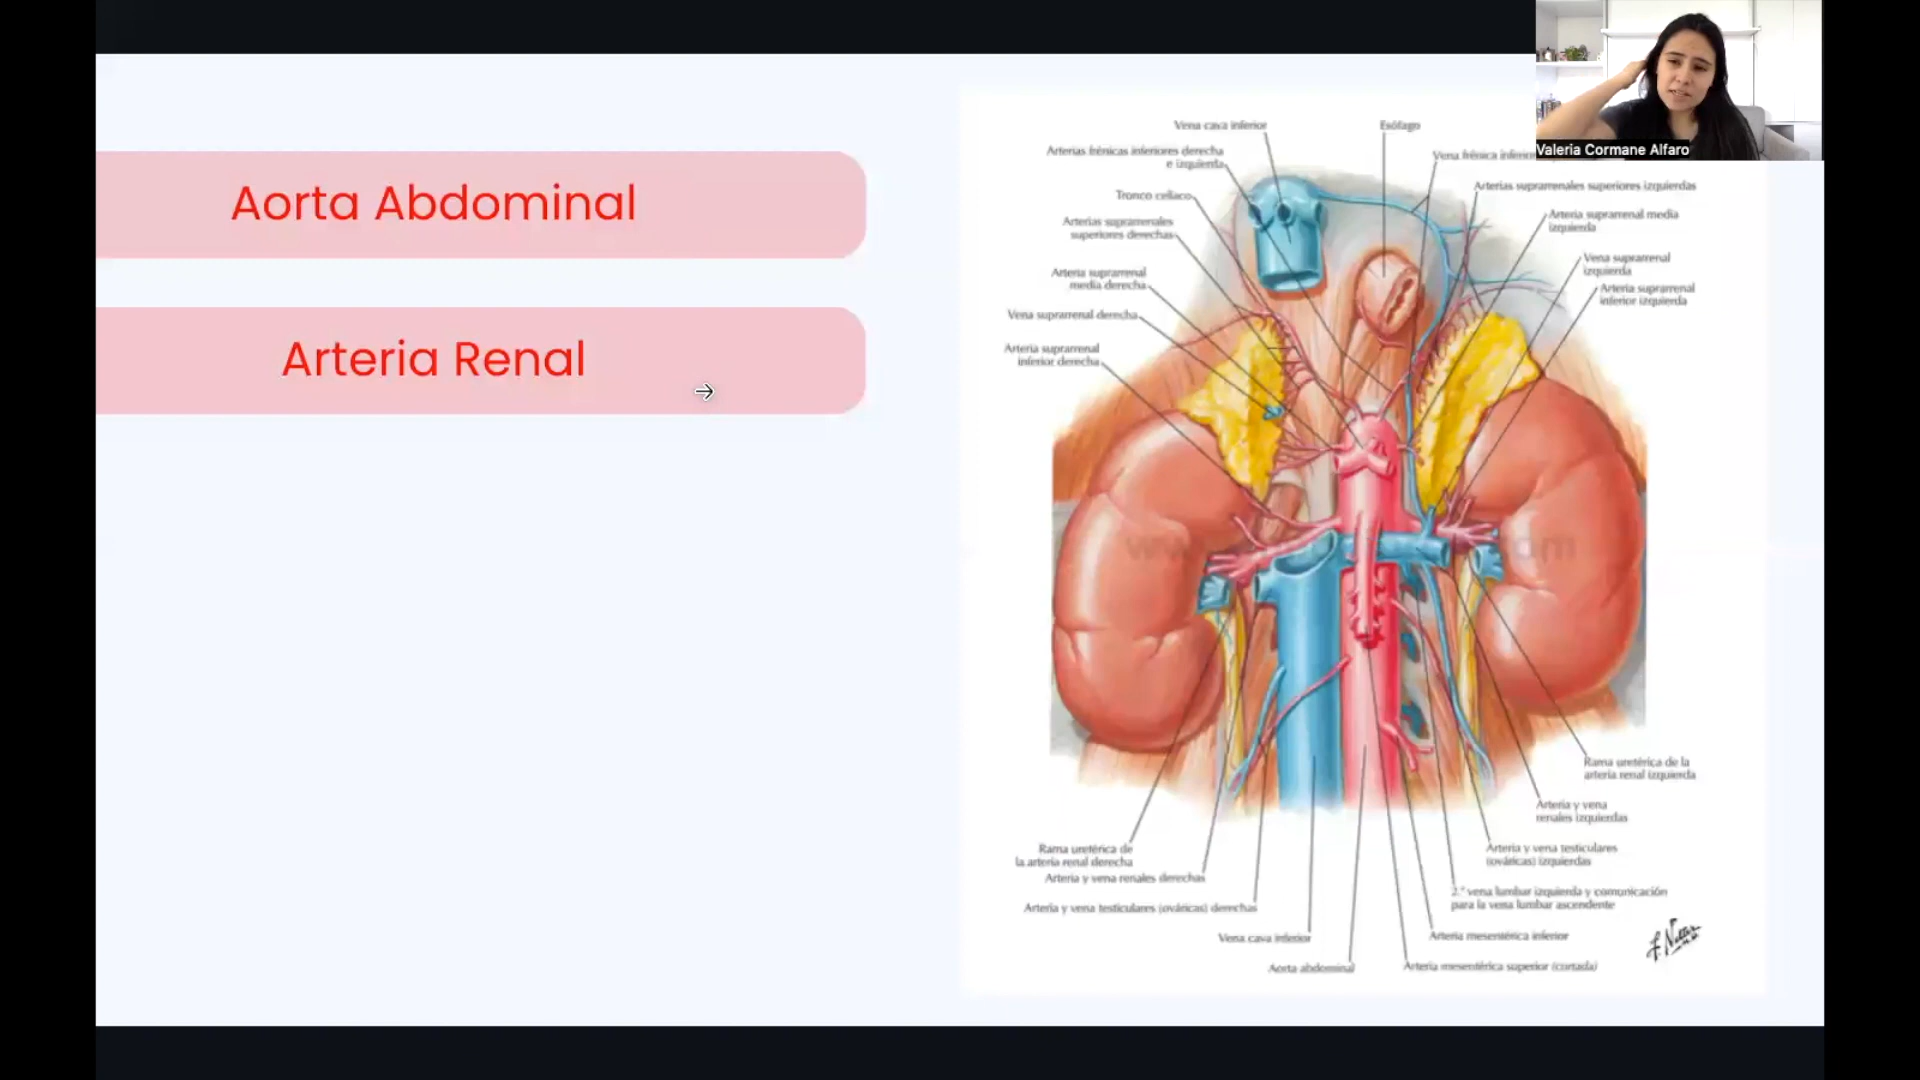 Aorta Abdominal
Arteria Renal
Valeria Cormane Alfaro
Vena cava inferior
Esófago
Arterias frénicas inferiores derecha
e izquierda
Vena frénica
Tronco celíaco
Arterias suprarrenales superiores izquierdas
Arterias suprarrenales
superiores derechas
Arteria suprarrenal media
izquierda
Arteria suprarrenal
media derecha
Vena suprarrenal
izquierda
Arteria suprarrenal
inferior izquierda
Vena suprarrenal derecha
Arteria suprarrenal
inferior derecha
Rama uretérica de la
arteria renal izquierda
Arteria y vena
renales izquierdas
Rama uretérica de
la arteria renal derecha
Arteria y vena testiculares
(ováricas) izquierdas
Arteria y vena renales derechas
2.ª vena lumbar izquierda y comunicación
para la vena lumbar ascendente
Arteria y vena testiculares (ováricas) derechas
Vena cava inferior
Arteria mesentérica inferior
Aorta abdominal
Arteria mesentérica superior (cortada)
F. Netter